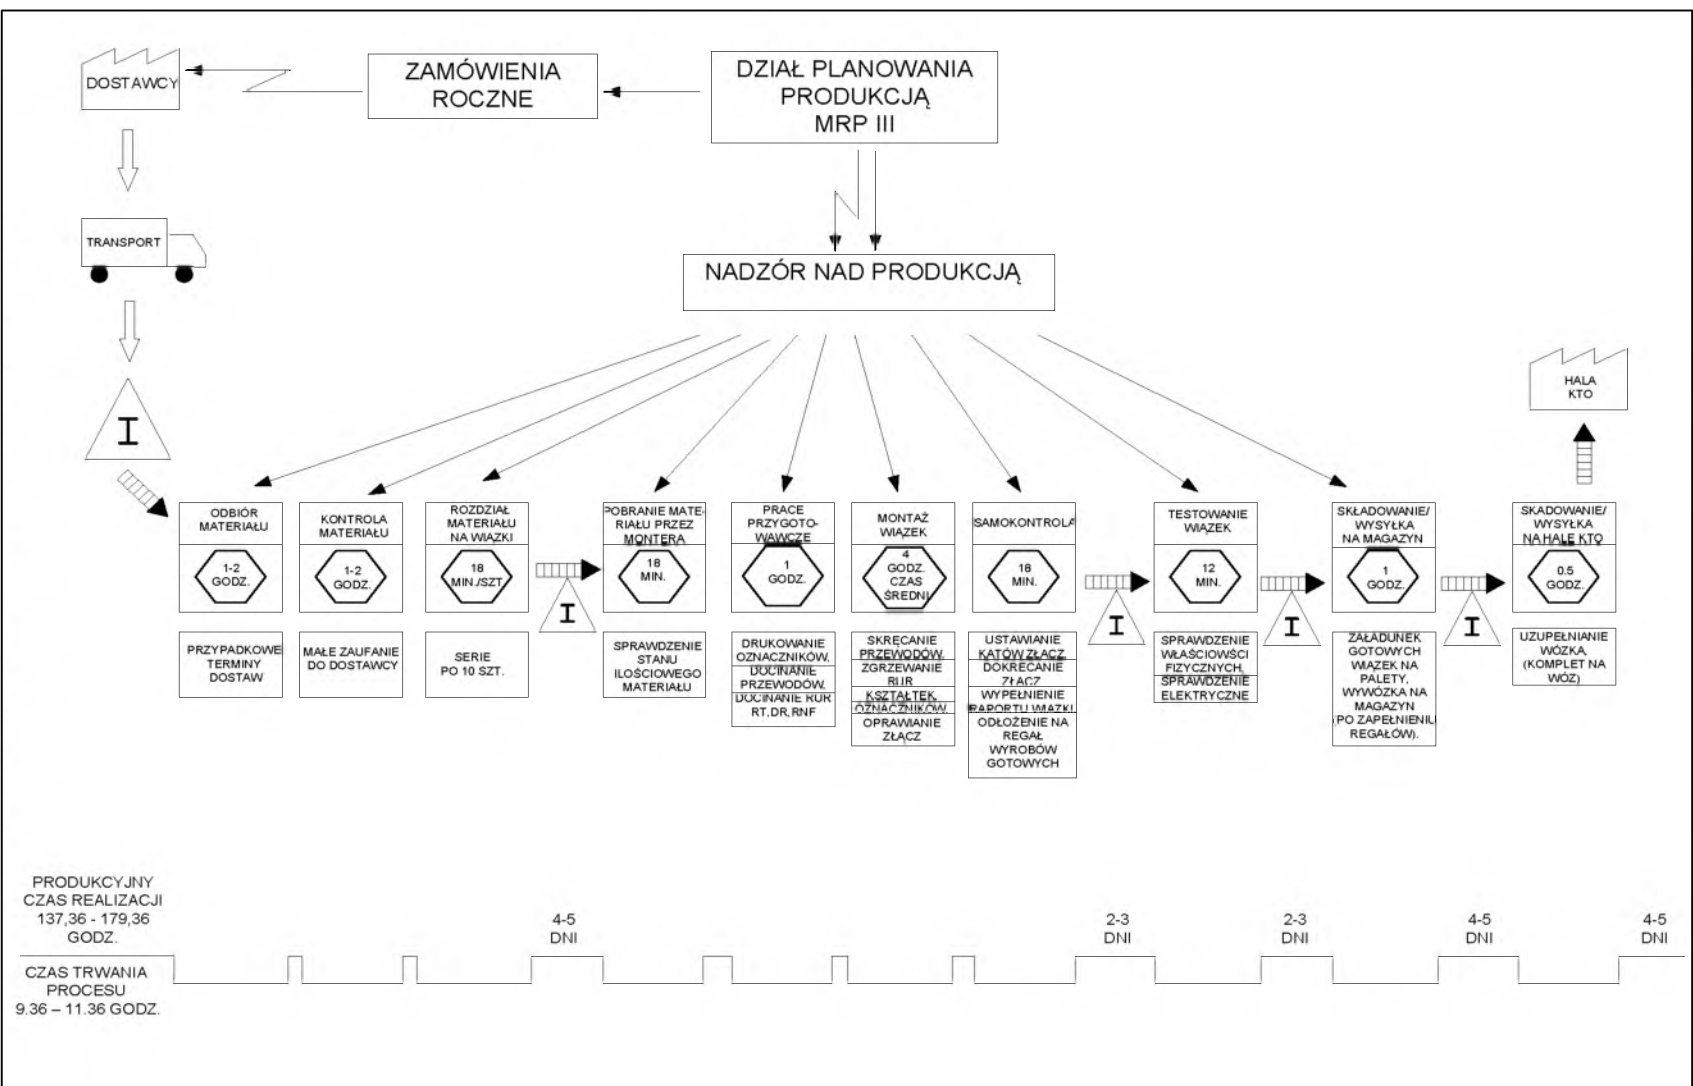 DOSTAWCY
ZAMÓWIENIA
ROCZNE
DZIAŁ PLANOWANIA
PRODUKCJĄ
MRP III
TRANSPORT
NADZÓR NAD PRODUKCJĄ
I
HALA
KTO
ODBIÓR
MATERIAŁU
1-2
GODZ.
PRZYPADKOWE
TERMINY
DOSTAW
KONTROLA
MATERIAŁU
1-2
GODZ.
MAŁE ZAUFANIE
DO DOSTAWCY
ROZDZIAŁ
MATERIAŁU
NA WIĄZKI
18
MIN./SZT
SERIE
PO 10 SZT.
I
POBRANIE MATE-
RIAŁU PRZEZ
MONTERA
18
MIN.
SPRAWDZENIE
STANU
ILOŚCIOWEGO
MATERIAŁU
PRACE
PRZYGOTO-
WAWCZE
1
GODZ.
DRUKOWANIE
OZNACZNIKÓW,
DOCINANIE
PRZEWODÓW,
DOCINANIE RUR
RT,DR,RNF
MONTAŻ
WIĄZEK
4
GODZ.
CZAS
ŚREDNI
SKRĘCANIE
PRZEWODÓW,
ZGRZEWANIE
RUR
KSZTAŁTEK,
OZNACZNIKÓW,
OPRAWIANIE
ZŁĄCZ
SAMOKONTROLA
18
MIN.
USTAWIANIE
KATÓW ZŁĄCZ,
DOKRĘCANIE
ZŁĄCZ
WYPEŁNIENIE
RAPORTU WIĄZKI
ODŁOŻENIE NA
REGAŁ
WYROBÓW
GOTOWYCH
I
TESTOWANIE
WIĄZEK
12
MIN.
SPRAWDZENIE
WŁAŚCIWOŚCI
FIZYCZNYCH,
SPRAWDZENIE
ELEKTRYCZNE
I
SKŁADOWANIE/
WYSYŁKA
NA MAGAZYN
1
GODZ.
ZAŁADUNEK
GOTOWYCH
WIĄZEK NA
PALETY,
WYWÓZKA NA
MAGAZYN
(PO ZAPEŁNIENIU
REGAŁÓW).
I
SKADOWANIE/
WYSYŁKA
NA HALE KTO
0.5
GODZ.
UZUPEŁNIANIE
WÓZKA,
(KOMPLET NA
WÓZ)
PRODUKCYJNY
CZAS REALIZACJI
137,36 - 179,36
GODZ.
4-5
DNI
2-3
DNI
2-3
DNI
4-5
DNI
4-5
DNI
CZAS TRWANIA
PROCESU
9.36 – 11.36 GODZ.